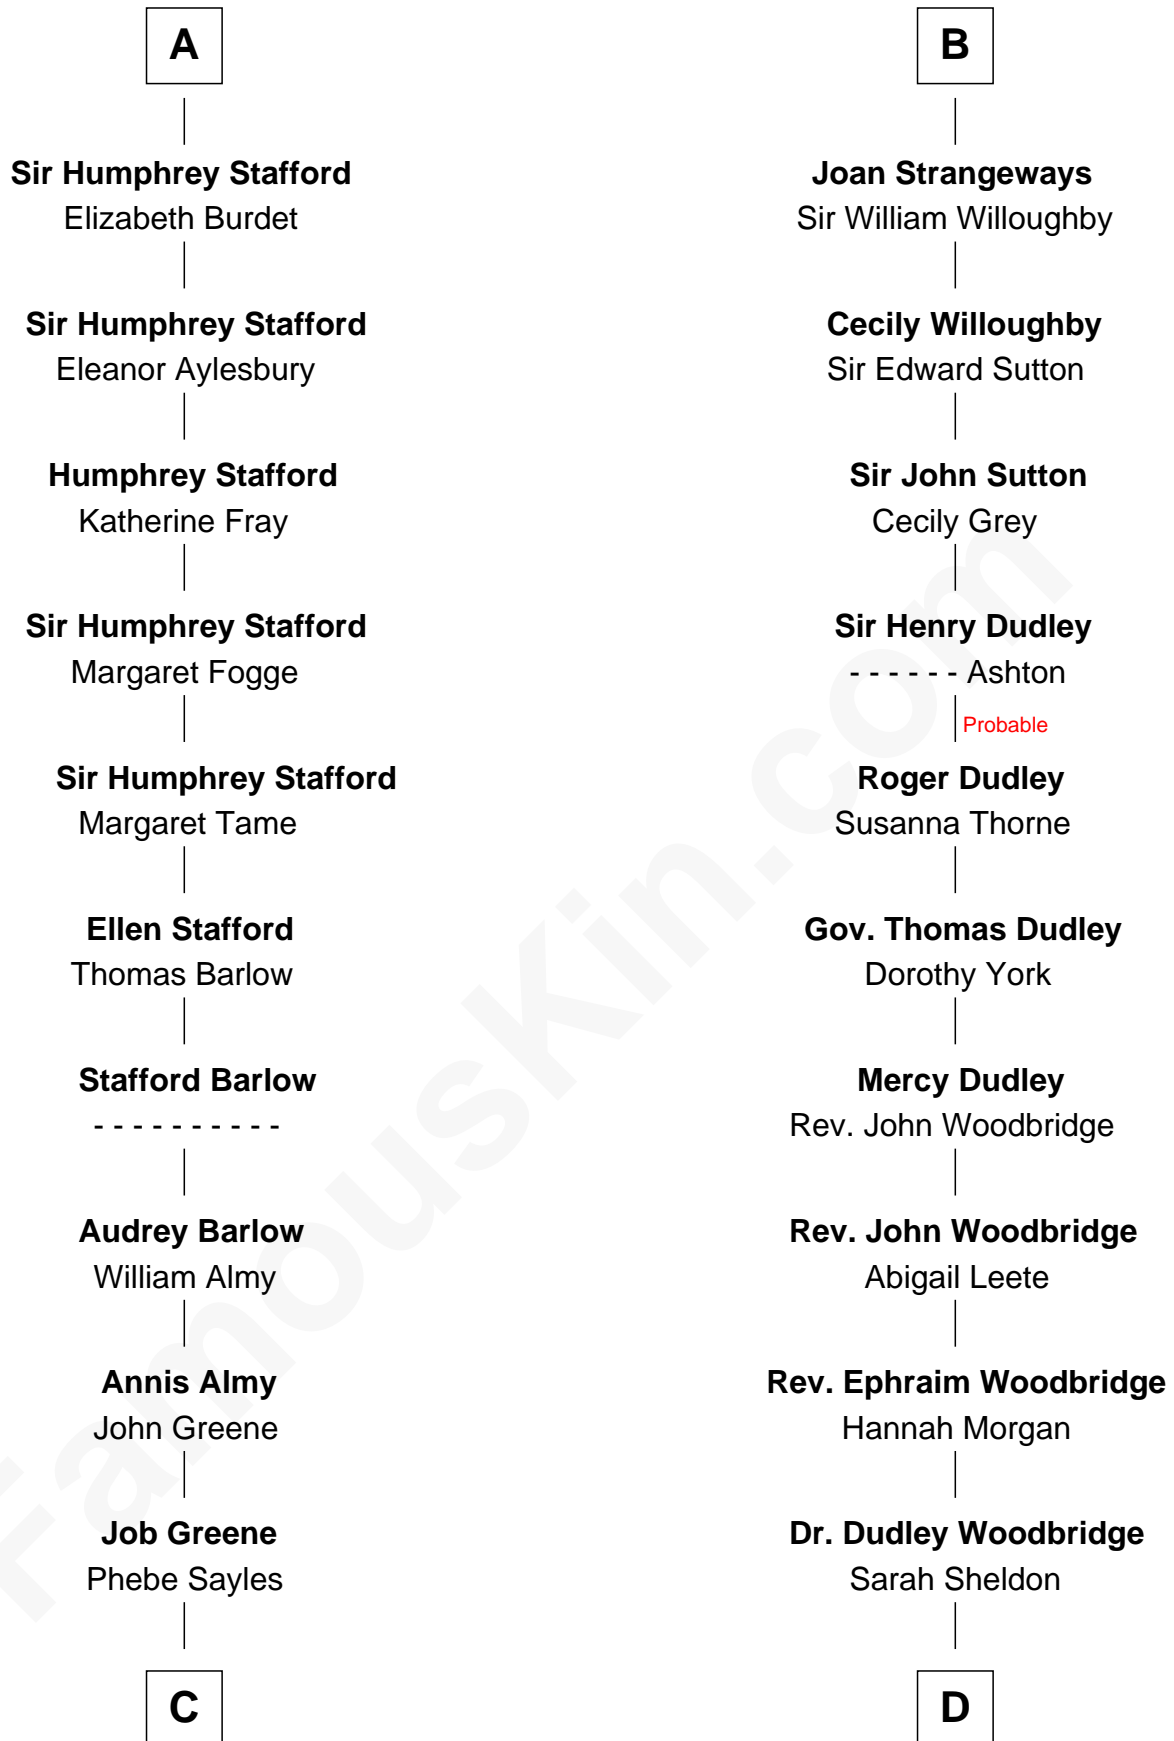 A
Sir Humphrey Stafford
Elizabeth Burdet
Sir Humphrey Stafford
Eleanor Aylesbury
Humphrey Stafford
Katherine Fray
Sir Humphrey Stafford
Margaret Fogge
Sir Humphrey Stafford
Margaret Tame
Ellen Stafford
Thomas Barlow
Stafford Barlow
- - - - - - - - - -
Audrey Barlow
William Almy
Annis Almy
John Greene
Job Greene
Phebe Sayles
C
B
Joan Strangeways
Sir William Willoughby
Cecily Willoughby
Sir Edward Sutton
Sir John Sutton
Cecily Grey
Sir Henry Dudley
- - - - - - Ashton
Probable
Roger Dudley
Susanna Thorne
Gov. Thomas Dudley
Dorothy York
Mercy Dudley
Rev. John Woodbridge
Rev. John Woodbridge
Abigail Leete
Rev. Ephraim Woodbridge
Hannah Morgan
Dr. Dudley Woodbridge
Sarah Sheldon
D
FamousKin.com